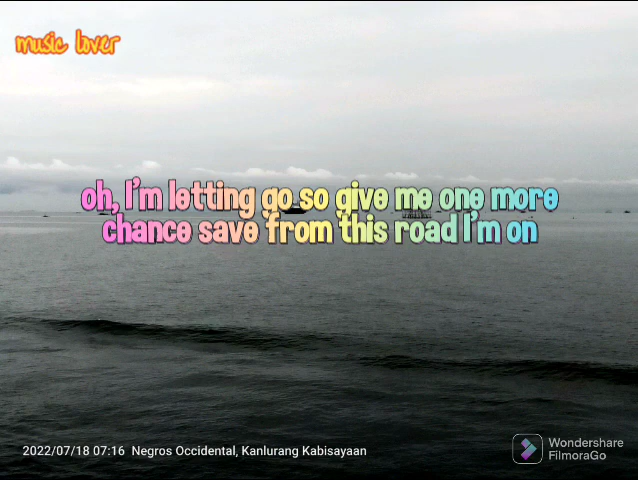 music lover
oh, I'm letting go so give me one more
chance save from this road I'm on
2022/07/18 07:16 Negros Occidental, Kanlurang Kabisayaan
Wondershare
FilmoraGo